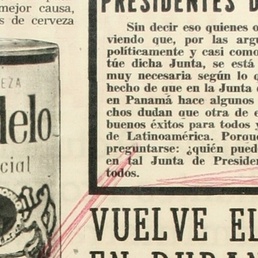 mejor causa,
s de cerveza
EZA
delo
cial
PRESIDENTES D
Sin decir eso quienes o
viendo que, por las arg
políticamente y casi como
túe dicha Junta, se está
muy necesaria según lo q
hecho de que en la Junta d
en Panamá hace algunos
chos dudan que otra de e
buenos éxitos para todos y
de Latinoamérica. Porque
preguntarse: ¿quién puede
en tal Junta de Presiden
todos.
VUELVE EL
EN DURAN